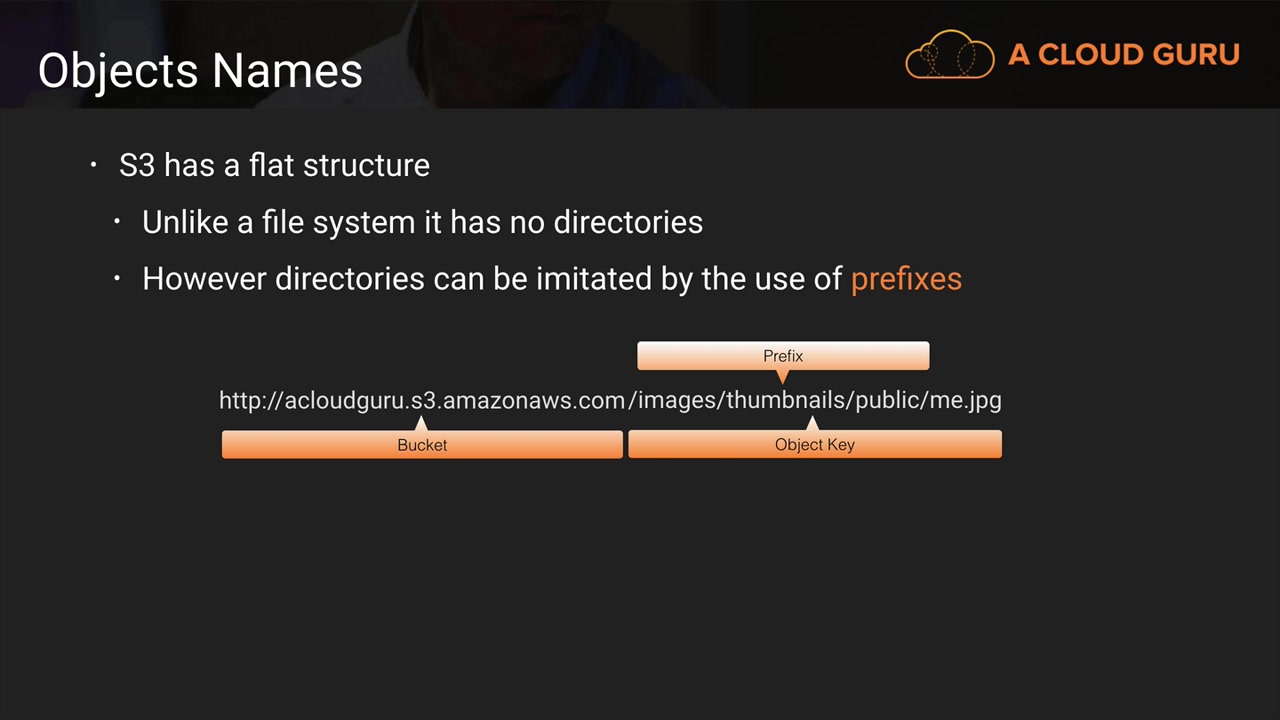 Objects Names
A CLOUD GURU
• S3 has a flat structure
• Unlike a file system it has no directories
• However directories can be imitated by the use of prefixes
Prefix
http://acloudguru.s3.amazonaws.com/images/thumbnails/public/me.jpg
Bucket
Object Key